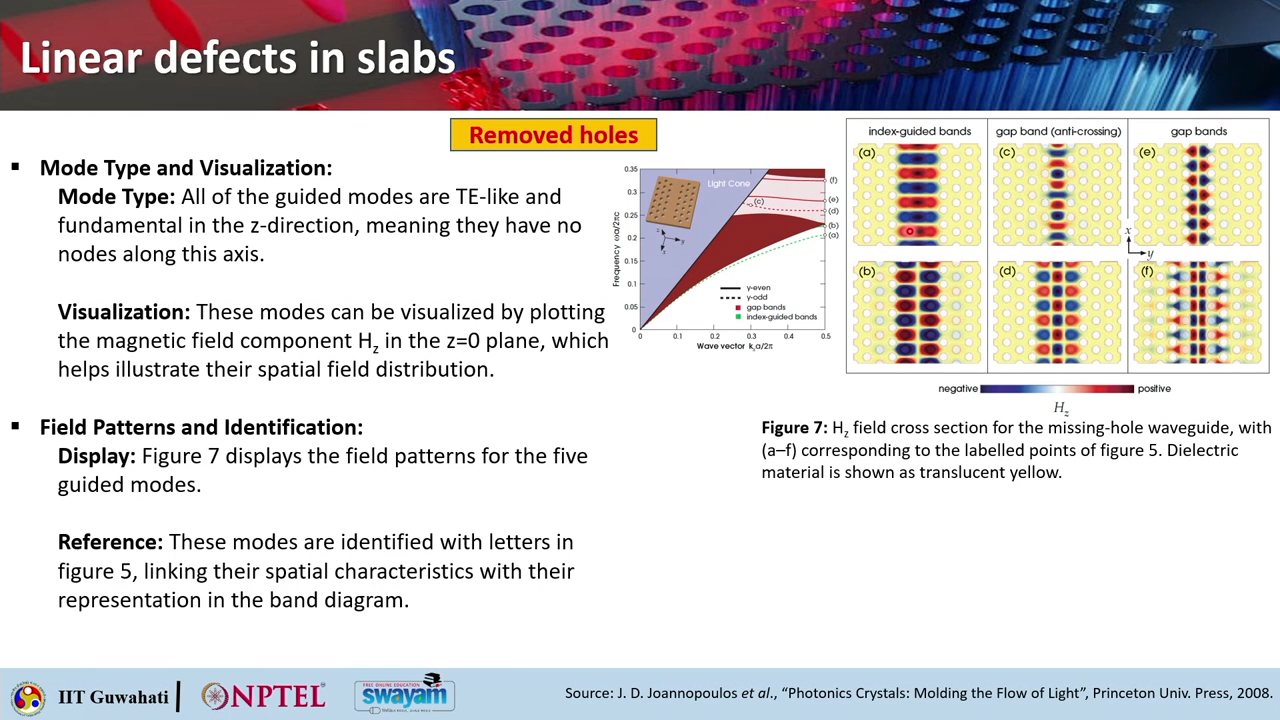 Linear defects in slabs
Removed holes
▪ Mode Type and Visualization:
Mode Type: All of the guided modes are TE-like and
fundamental in the z-direction, meaning they have no
nodes along this axis.
Visualization: These modes can be visualized by plotting
the magnetic field component Hz in the z=0 plane, which
helps illustrate their spatial field distribution.
▪ Field Patterns and Identification:
Display: Figure 7 displays the field patterns for the five
guided modes.
Reference: These modes are identified with letters in
figure 5, linking their spatial characteristics with their
representation in the band diagram.
Frequency ωa/2πc
0.35
0.3
0.25
0.2
0.15
0.1
0.05
0
Light Cone
(c)
(f)
(e)
(d)
(b)
(a)
y-even
y-odd
gap bands
index-guided bands
0 0.1 0.2 0.3 0.4 0.5
Wave vector kxa/2π
index-guided bands
gap band (anti-crossing)
gap bands
(a)
(c)
(e)
x
y
(b)
(d)
(f)
negative
positive
Hz
Figure 7: Hz field cross section for the missing-hole waveguide, with
(a–f) corresponding to the labelled points of figure 5. Dielectric
material is shown as translucent yellow.
IIT Guwahati
NPTEL
FREE ONLINE EDUCATION
swayam
Source: J. D. Joannopoulos et al., “Photonics Crystals: Molding the Flow of Light”, Princeton Univ. Press, 2008.